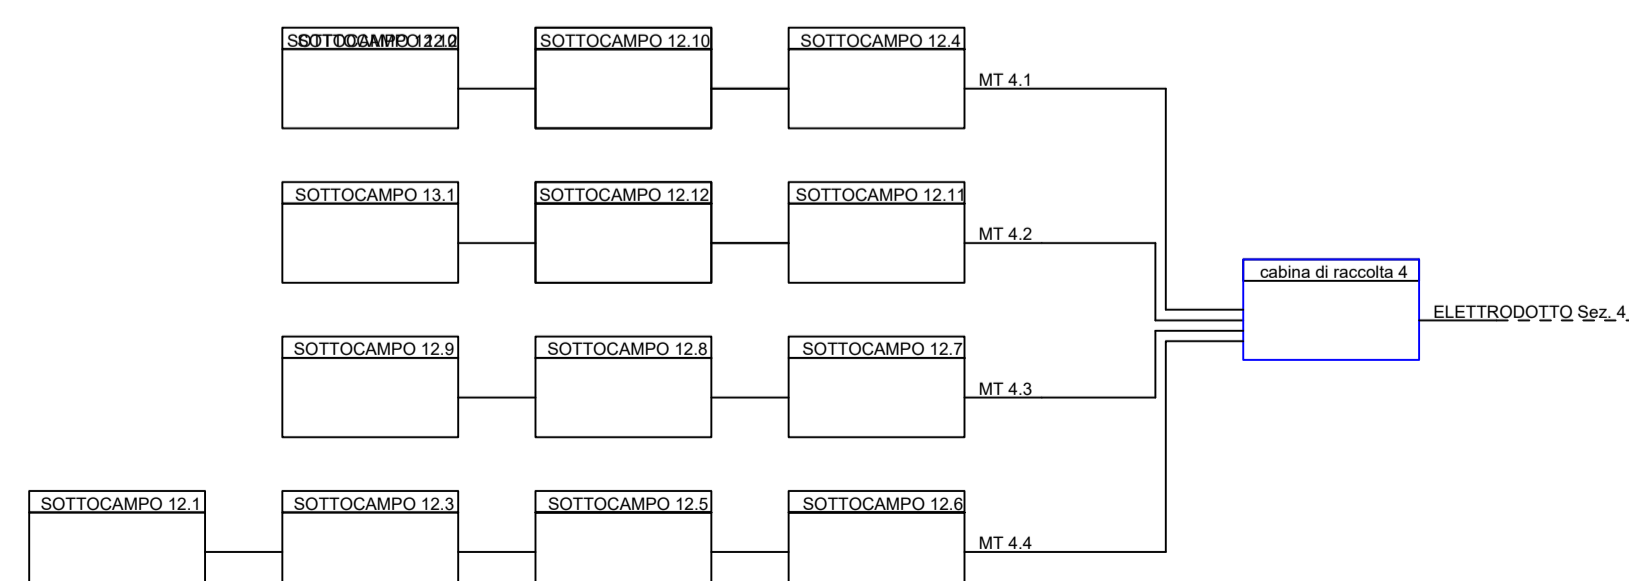 SOTTOCAMPO 12.10
SOTTOCAMPO 12.4
MT 4.1
SOTTOCAMPO 13.1
SOTTOCAMPO 12.12
SOTTOCAMPO 12.11
MT 4.2
cabina di raccolta 4
ELETTRODOTTO Sez. 4
SOTTOCAMPO 12.9
SOTTOCAMPO 12.8
SOTTOCAMPO 12.7
MT 4.3
SOTTOCAMPO 12.1
SOTTOCAMPO 12.3
SOTTOCAMPO 12.5
SOTTOCAMPO 12.6
MT 4.4